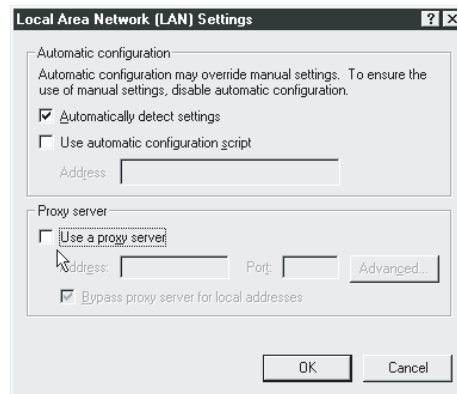 Local Area Network (LAN) Settings
Automatic configuration
Automatic configuration may override manual settings. To ensure the
use of manual settings, disable automatic configuration.
Automatically detect settings
Use automatic configuration script
Address
Proxy server
Use a proxy server
Address: Port: Advanced...
Bypass proxy server for local addresses
OK Cancel